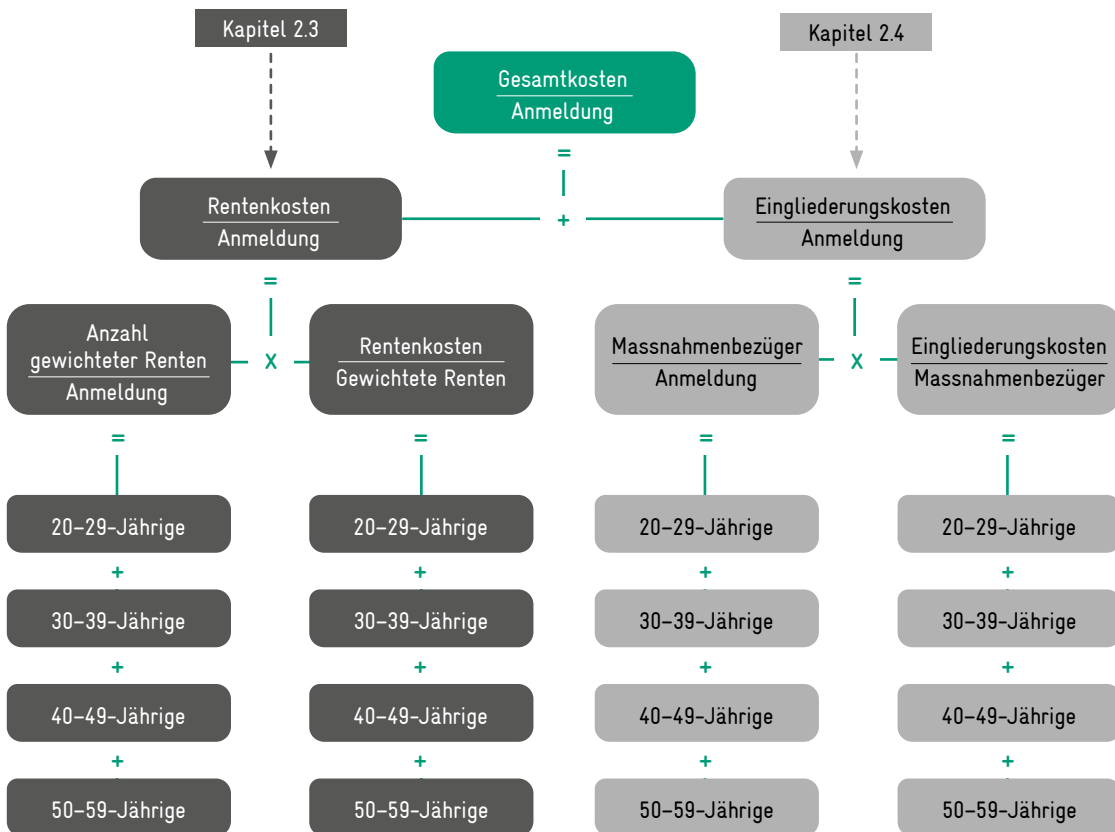 Kapitel 2.3
Kapitel 2.4
Gesamtkosten
Anmeldung
=
Rentenkosten
Anmeldung
+
Eingliederungskosten
Anmeldung
=
=
Anzahl
gewichteter Renten
Anmeldung
X
Rentenkosten
Gewichtete Renten
Massnahmenbezüger
Anmeldung
X
Eingliederungskosten
Massnahmenbezüger
= = = =
20–29-Jährige 20–29-Jährige 20–29-Jährige 20–29-Jährige
+ + + +
30–39-Jährige 30–39-Jährige 30–39-Jährige 30–39-Jährige
+ + + +
40–49-Jährige 40–49-Jährige 40–49-Jährige 40–49-Jährige
+ + + +
50–59-Jährige 50–59-Jährige 50–59-Jährige 50–59-Jährige